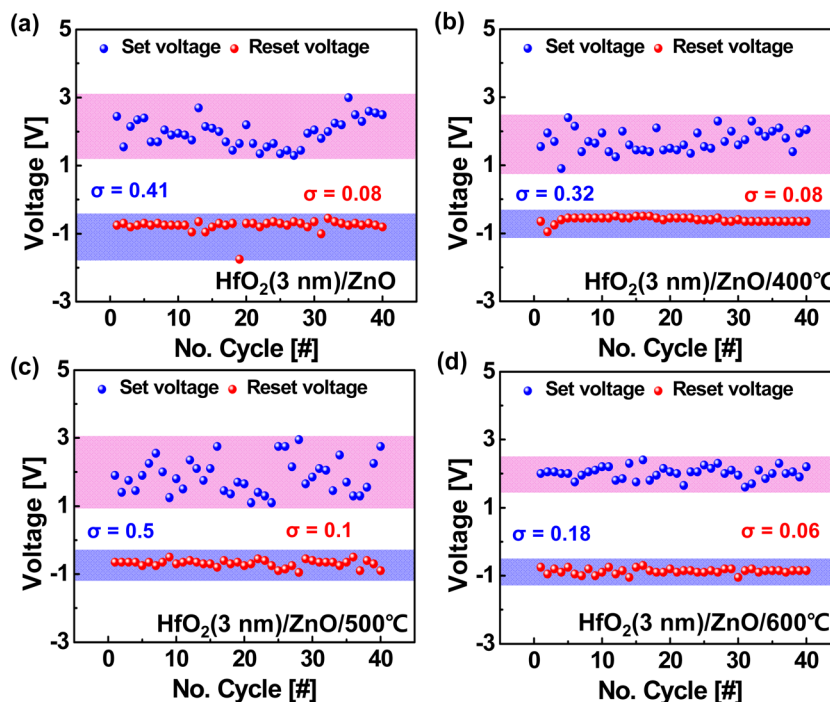 (a)
5
3
1
-1
-3
Voltage [V]
Set voltage Reset voltage
σ = 0.41
σ = 0.08
HfO2(3 nm)/ZnO
0 10 20 30 40
No. Cycle [#]
(b)
5
3
1
-1
-3
Voltage [V]
Set voltage Reset voltage
σ = 0.32
σ = 0.08
HfO2(3 nm)/ZnO/400℃
0 10 20 30 40
No. Cycle [#]
(c)
5
3
1
-1
-3
Voltage [V]
Set voltage Reset voltage
σ = 0.5
σ = 0.1
HfO2(3 nm)/ZnO/500℃
0 10 20 30 40
No. Cycle [#]
(d)
5
3
1
-1
-3
Voltage [V]
Set voltage Reset voltage
σ = 0.18
σ = 0.06
HfO2(3 nm)/ZnO/600℃
0 10 20 30 40
No. Cycle [#]